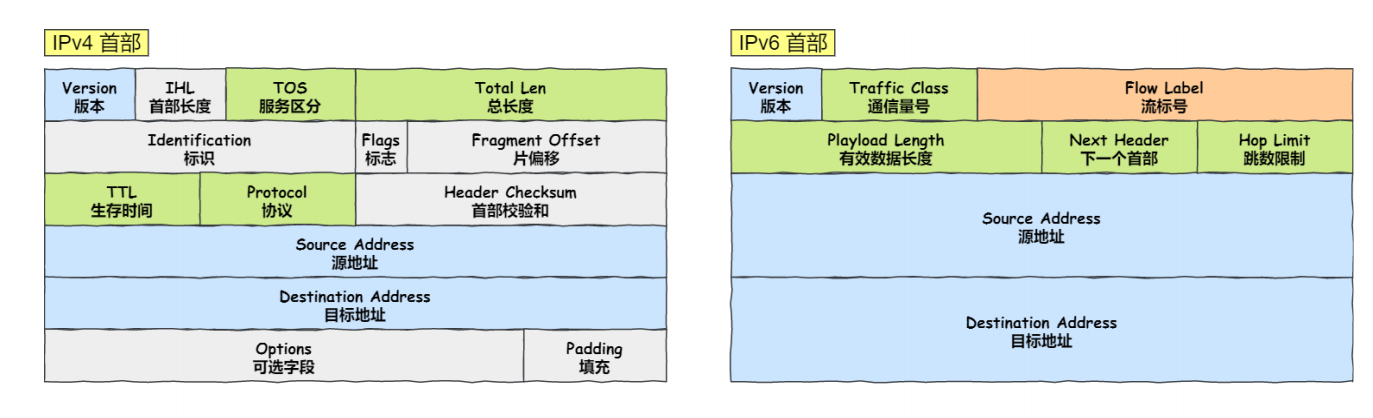 IPv4 首部
Version
版本
IHL
首部长度
TOS
服务区分
Total Len
总长度
Identification
标识
Flags
标志
Fragment Offset
片偏移
TTL
生存时间
Protocol
协议
Header Checksum
首部校验和
Source Address
源地址
Destination Address
目标地址
Options
可选字段
Padding
填充
IPv6 首部
Version
版本
Traffic Class
通信量号
Flow Label
流标号
Playload Length
有效数据长度
Next Header
下一个首部
Hop Limit
跳数限制
Source Address
源地址
Destination Address
目标地址